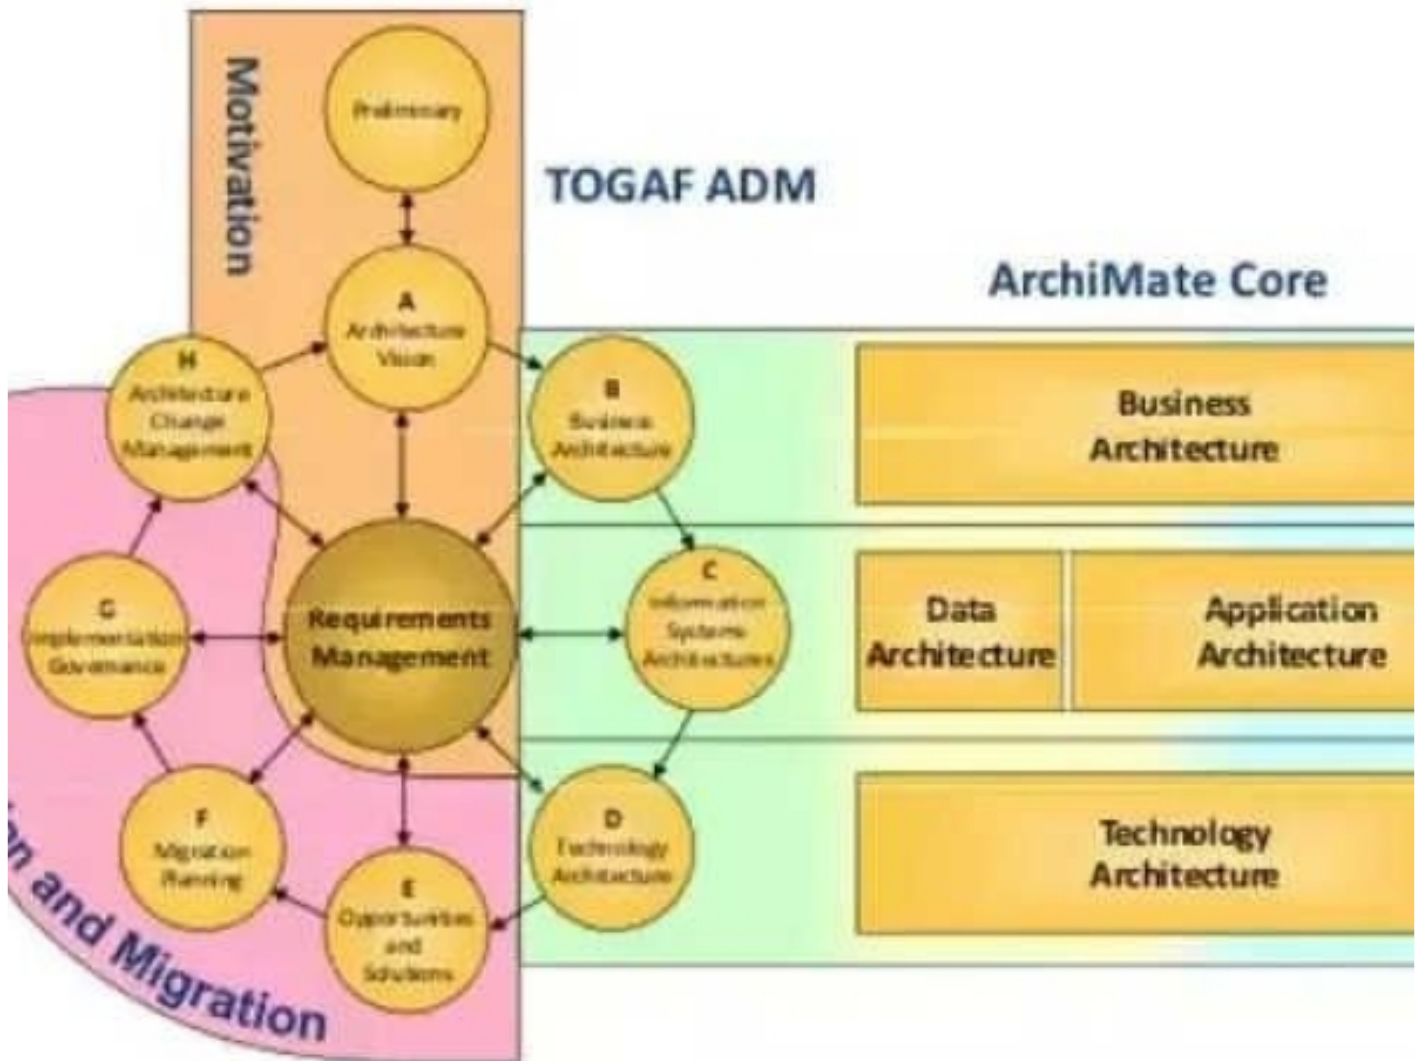 Motivation
Preliminary
TOGAF ADM
ArchiMate Core
A
Architecture
Vision
H
Architecture
Change
Management
B
Business
Architecture
Business
Architecture
C
Information
Systems
Architectures
Data
Architecture
Application
Architecture
G
Implementation
Governance
Requirements
Management
F
Migration
Planning
D
Technology
Architecture
Technology
Architecture
E
Opportunities
and
Solutions
on and Migration